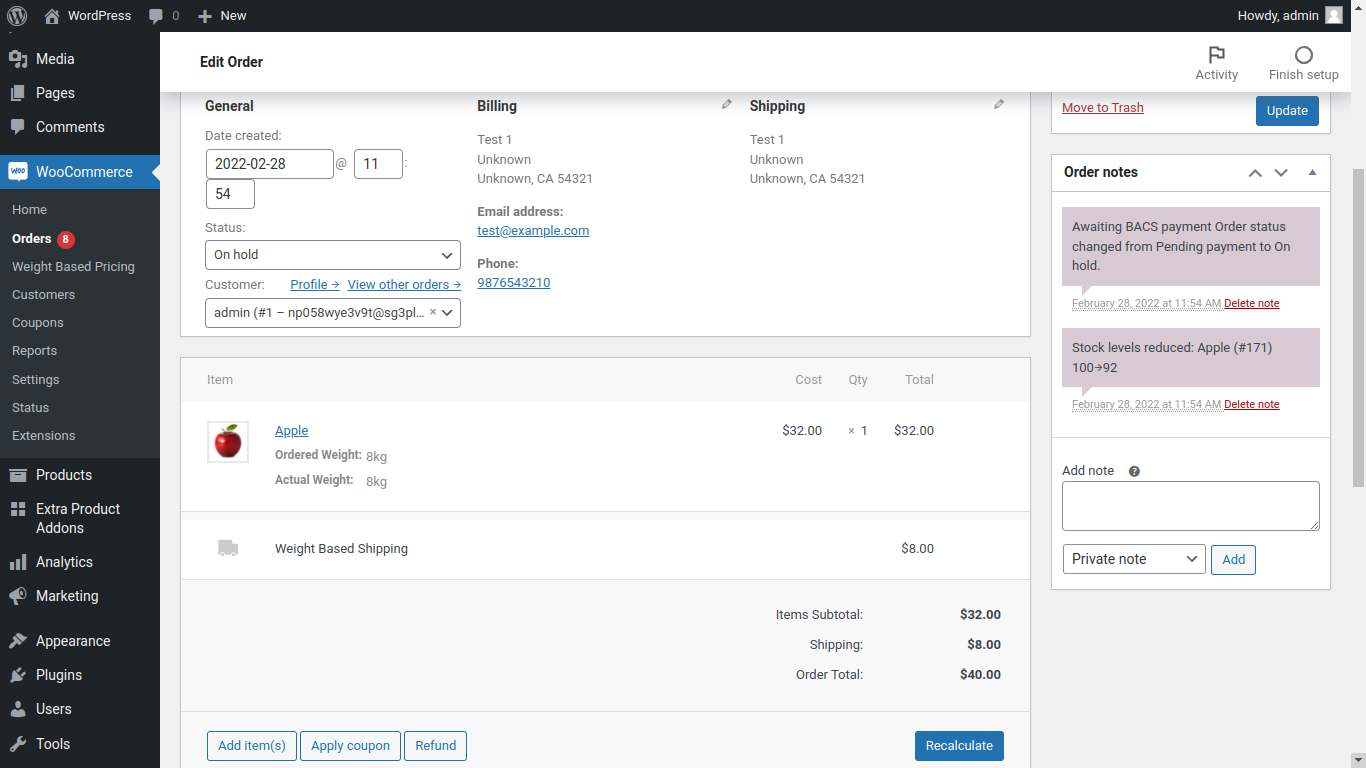 WordPress
0
New
Howdy, admin
Media
Pages
Comments
WooCommerce
Home
Orders 8
Weight Based Pricing
Customers
Coupons
Reports
Settings
Status
Extensions
Products
Extra Product
Addons
Analytics
Marketing
Appearance
Plugins
Users
Tools
Edit Order
Activity
Finish setup
General
Date created:
2022-02-28 @ 11 :
54
Status:
On hold
Customer: Profile → View other orders →
admin (#1 – np058wye3v9t@sg3pl... ×
Billing
Test 1
Unknown
Unknown, CA 54321
Email address:
test@example.com
Phone:
9876543210
Shipping
Test 1
Unknown
Unknown, CA 54321
Item Cost Qty Total
Apple $32.00 × 1 $32.00
Ordered Weight: 8kg
Actual Weight: 8kg
Weight Based Shipping $8.00
Items Subtotal: $32.00
Shipping: $8.00
Order Total: $40.00
Add item(s) Apply coupon Refund Recalculate
Move to Trash Update
Order notes
Awaiting BACS payment Order status
changed from Pending payment to On
hold.
February 28, 2022 at 11:54 AM Delete note
Stock levels reduced: Apple (#171)
100→92
February 28, 2022 at 11:54 AM Delete note
Add note ?
Private note Add